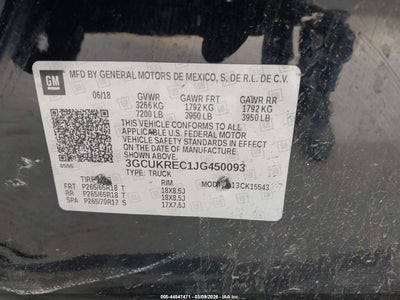 GM
MFD BY GENERAL MOTORS DE MEXICO, S. DE R.L. DE C.V.
06/18 GVWR GAWR FRT GAWR RR
3266 KG 1792 KG 1792 KG
7200 LB 3950 LB 3950 LB
THIS VEHICLE CONFORMS TO ALL APPLICABLE
U.S. FEDERAL MOTOR VEHICLE SAFETY, BUMPER, AND
THEFT PREVENTION STANDARDS IN EFFECT ON THE
DATE OF MANUFACTURE SHOWN ABOVE.
3GCUKREC1JG450093
TYPE: TRUCK
TIRE RIM
FRT P265/65R18 T 18X8.5J
RR P265/65R18 T 18X8.5J
SPA P265/70R17 S 17X7.5J
000-44547471 - 03/09/2026 - IAA